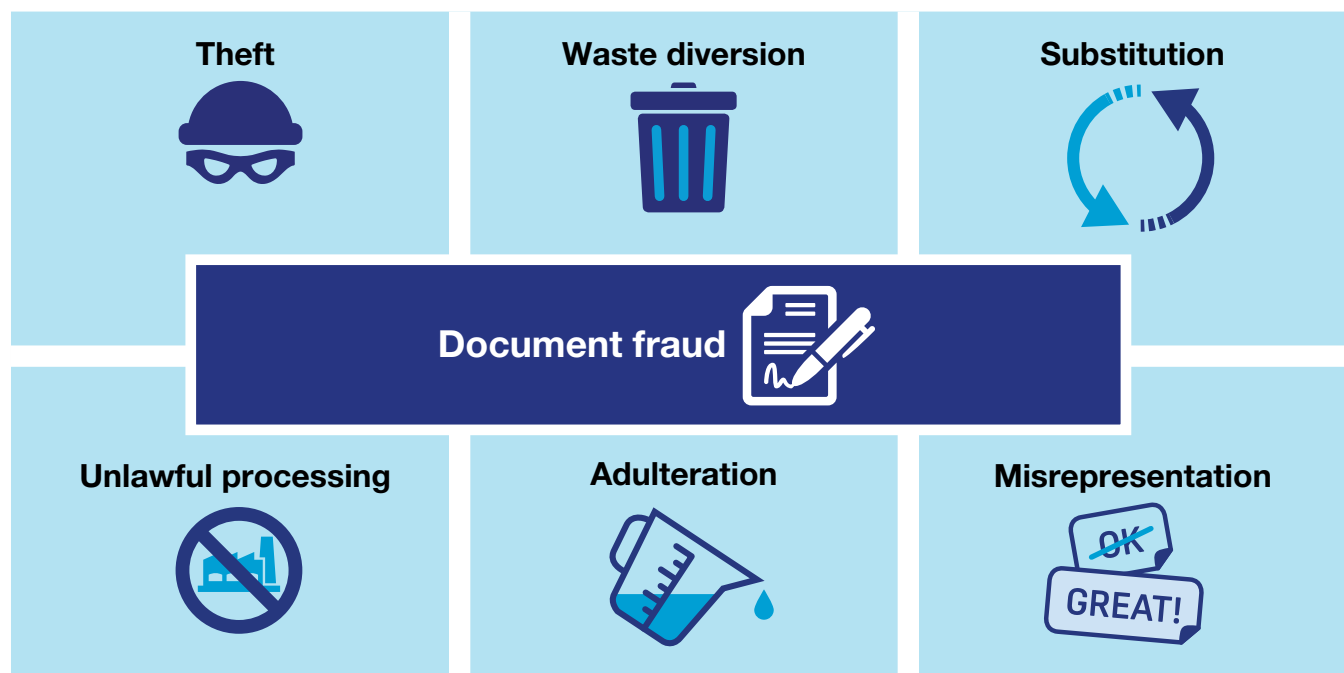 Theft
Waste diversion
Substitution
Document fraud
Unlawful processing
Adulteration
Misrepresentation
OK
GREAT!